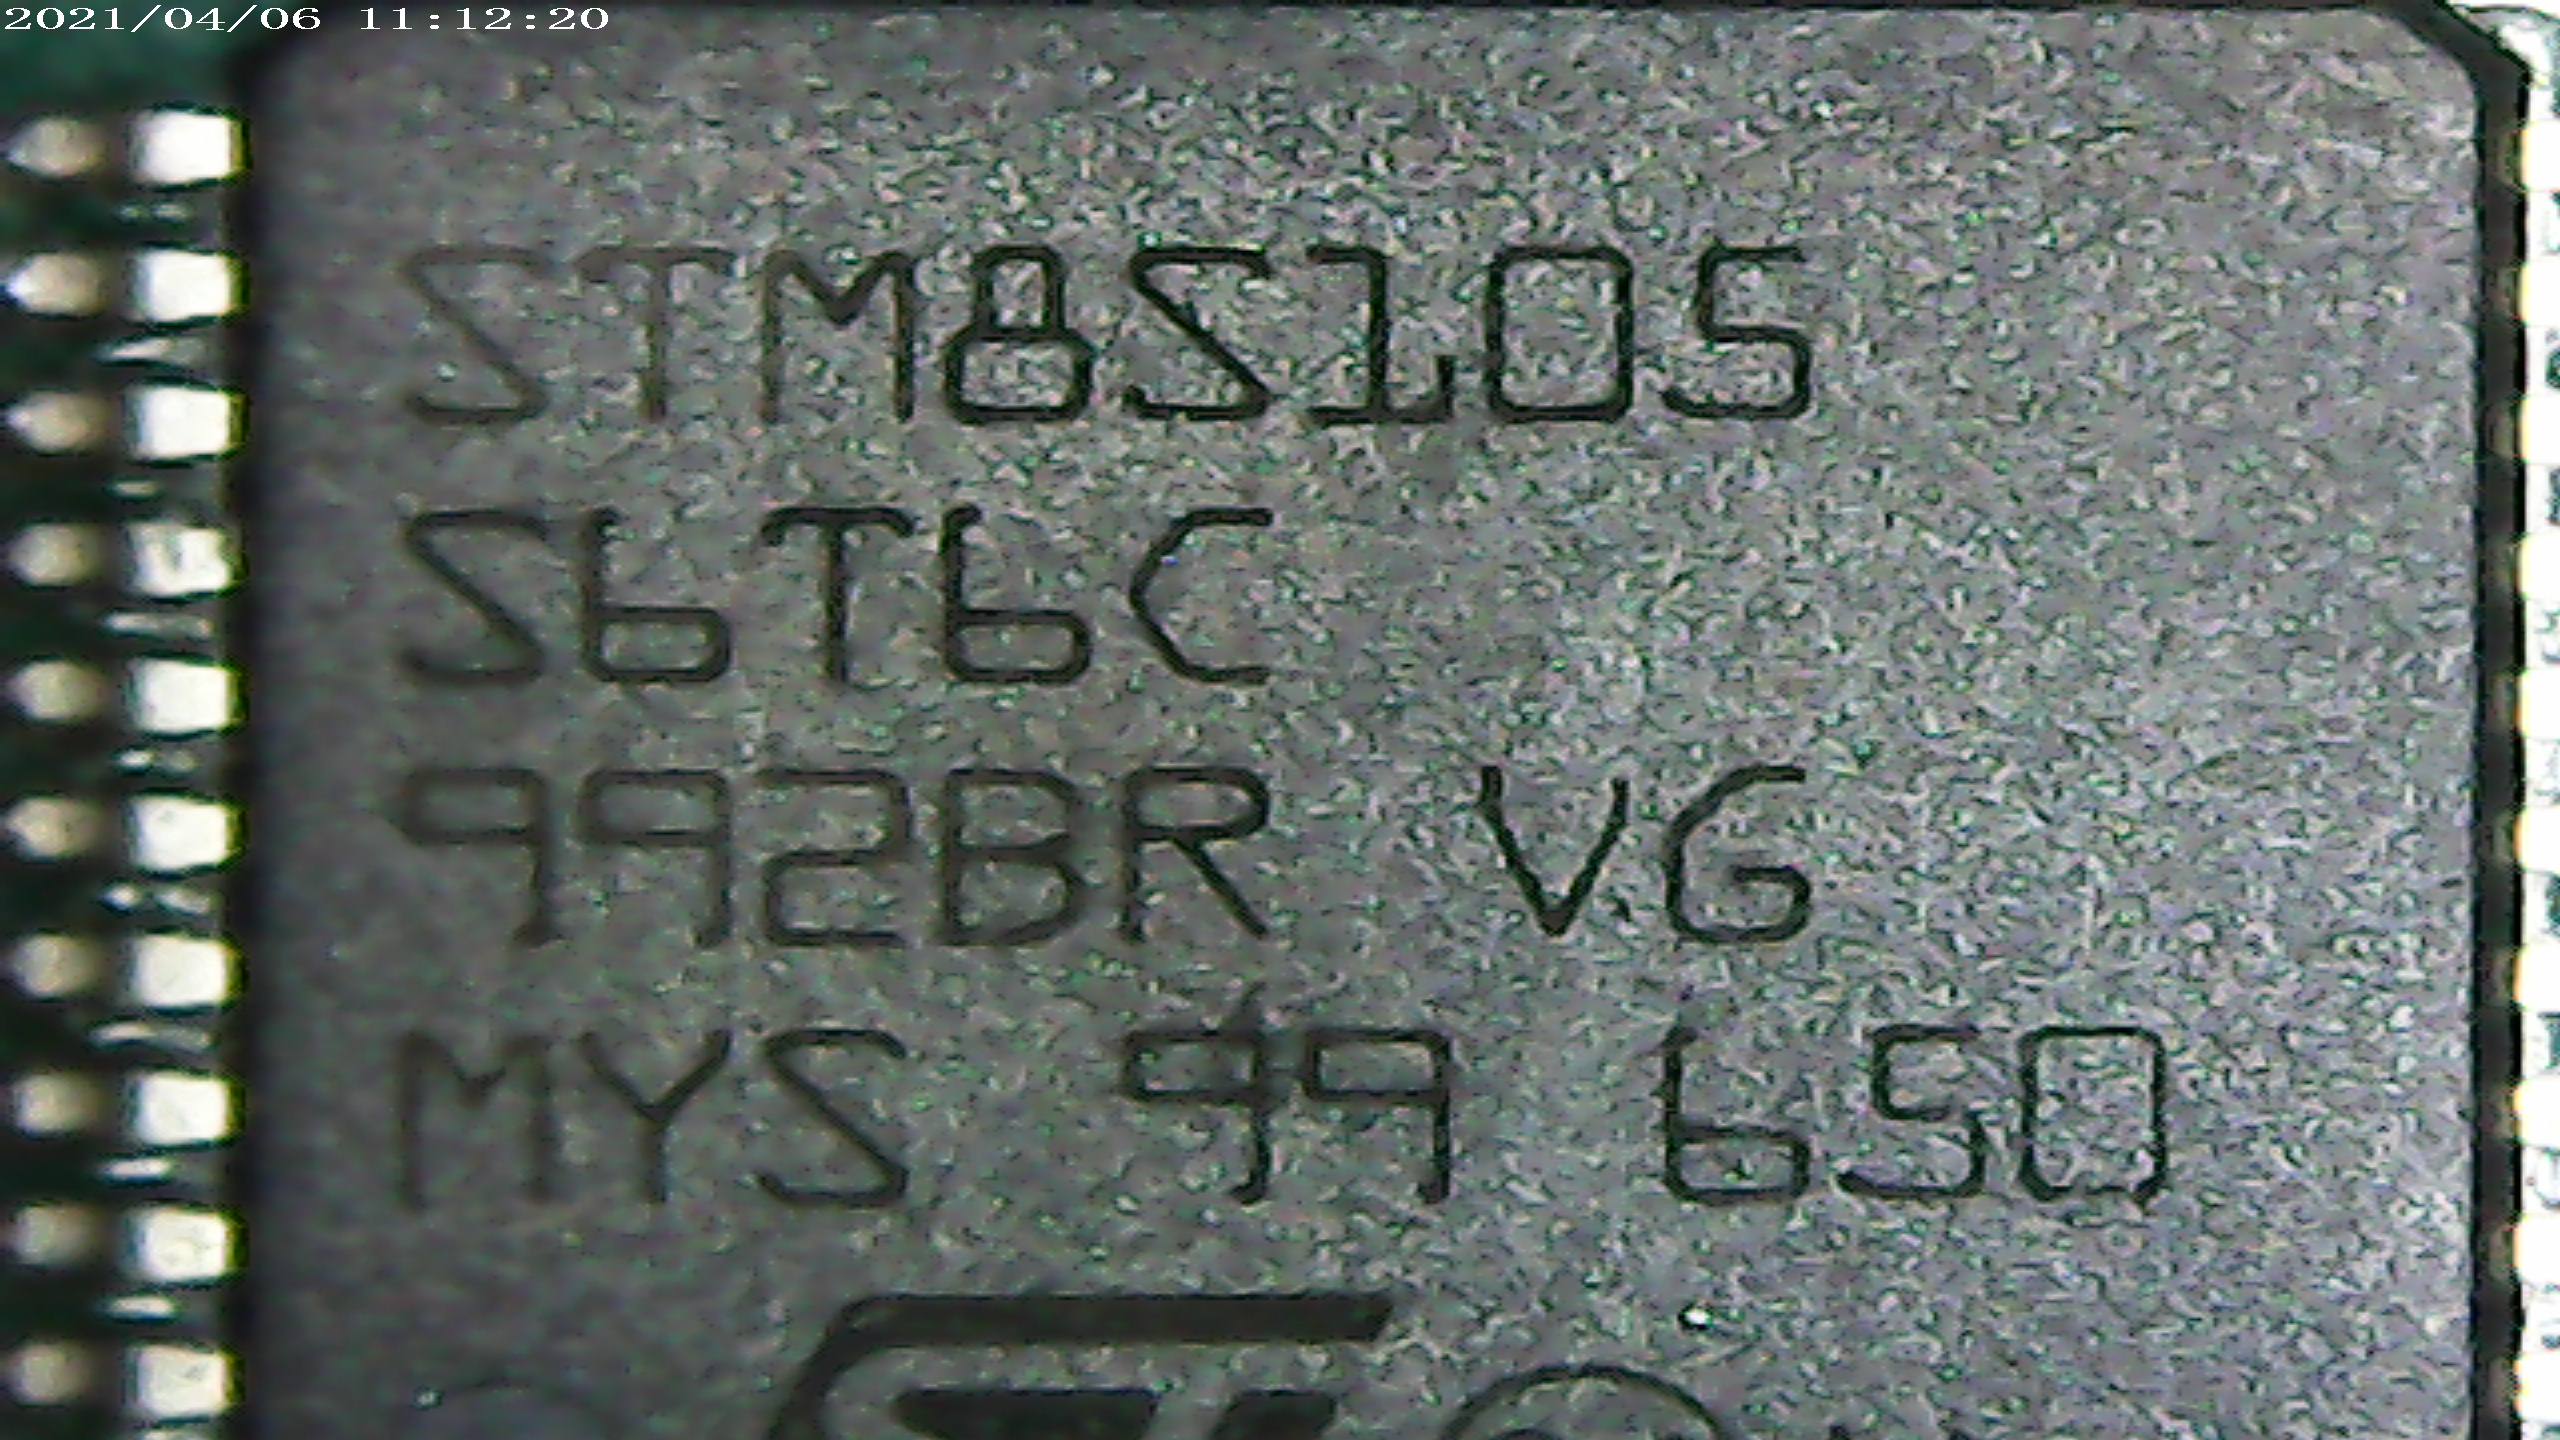 2021/04/06 11:12:20
STM8S105
S6T6C
992BR VG
MYS 99 650